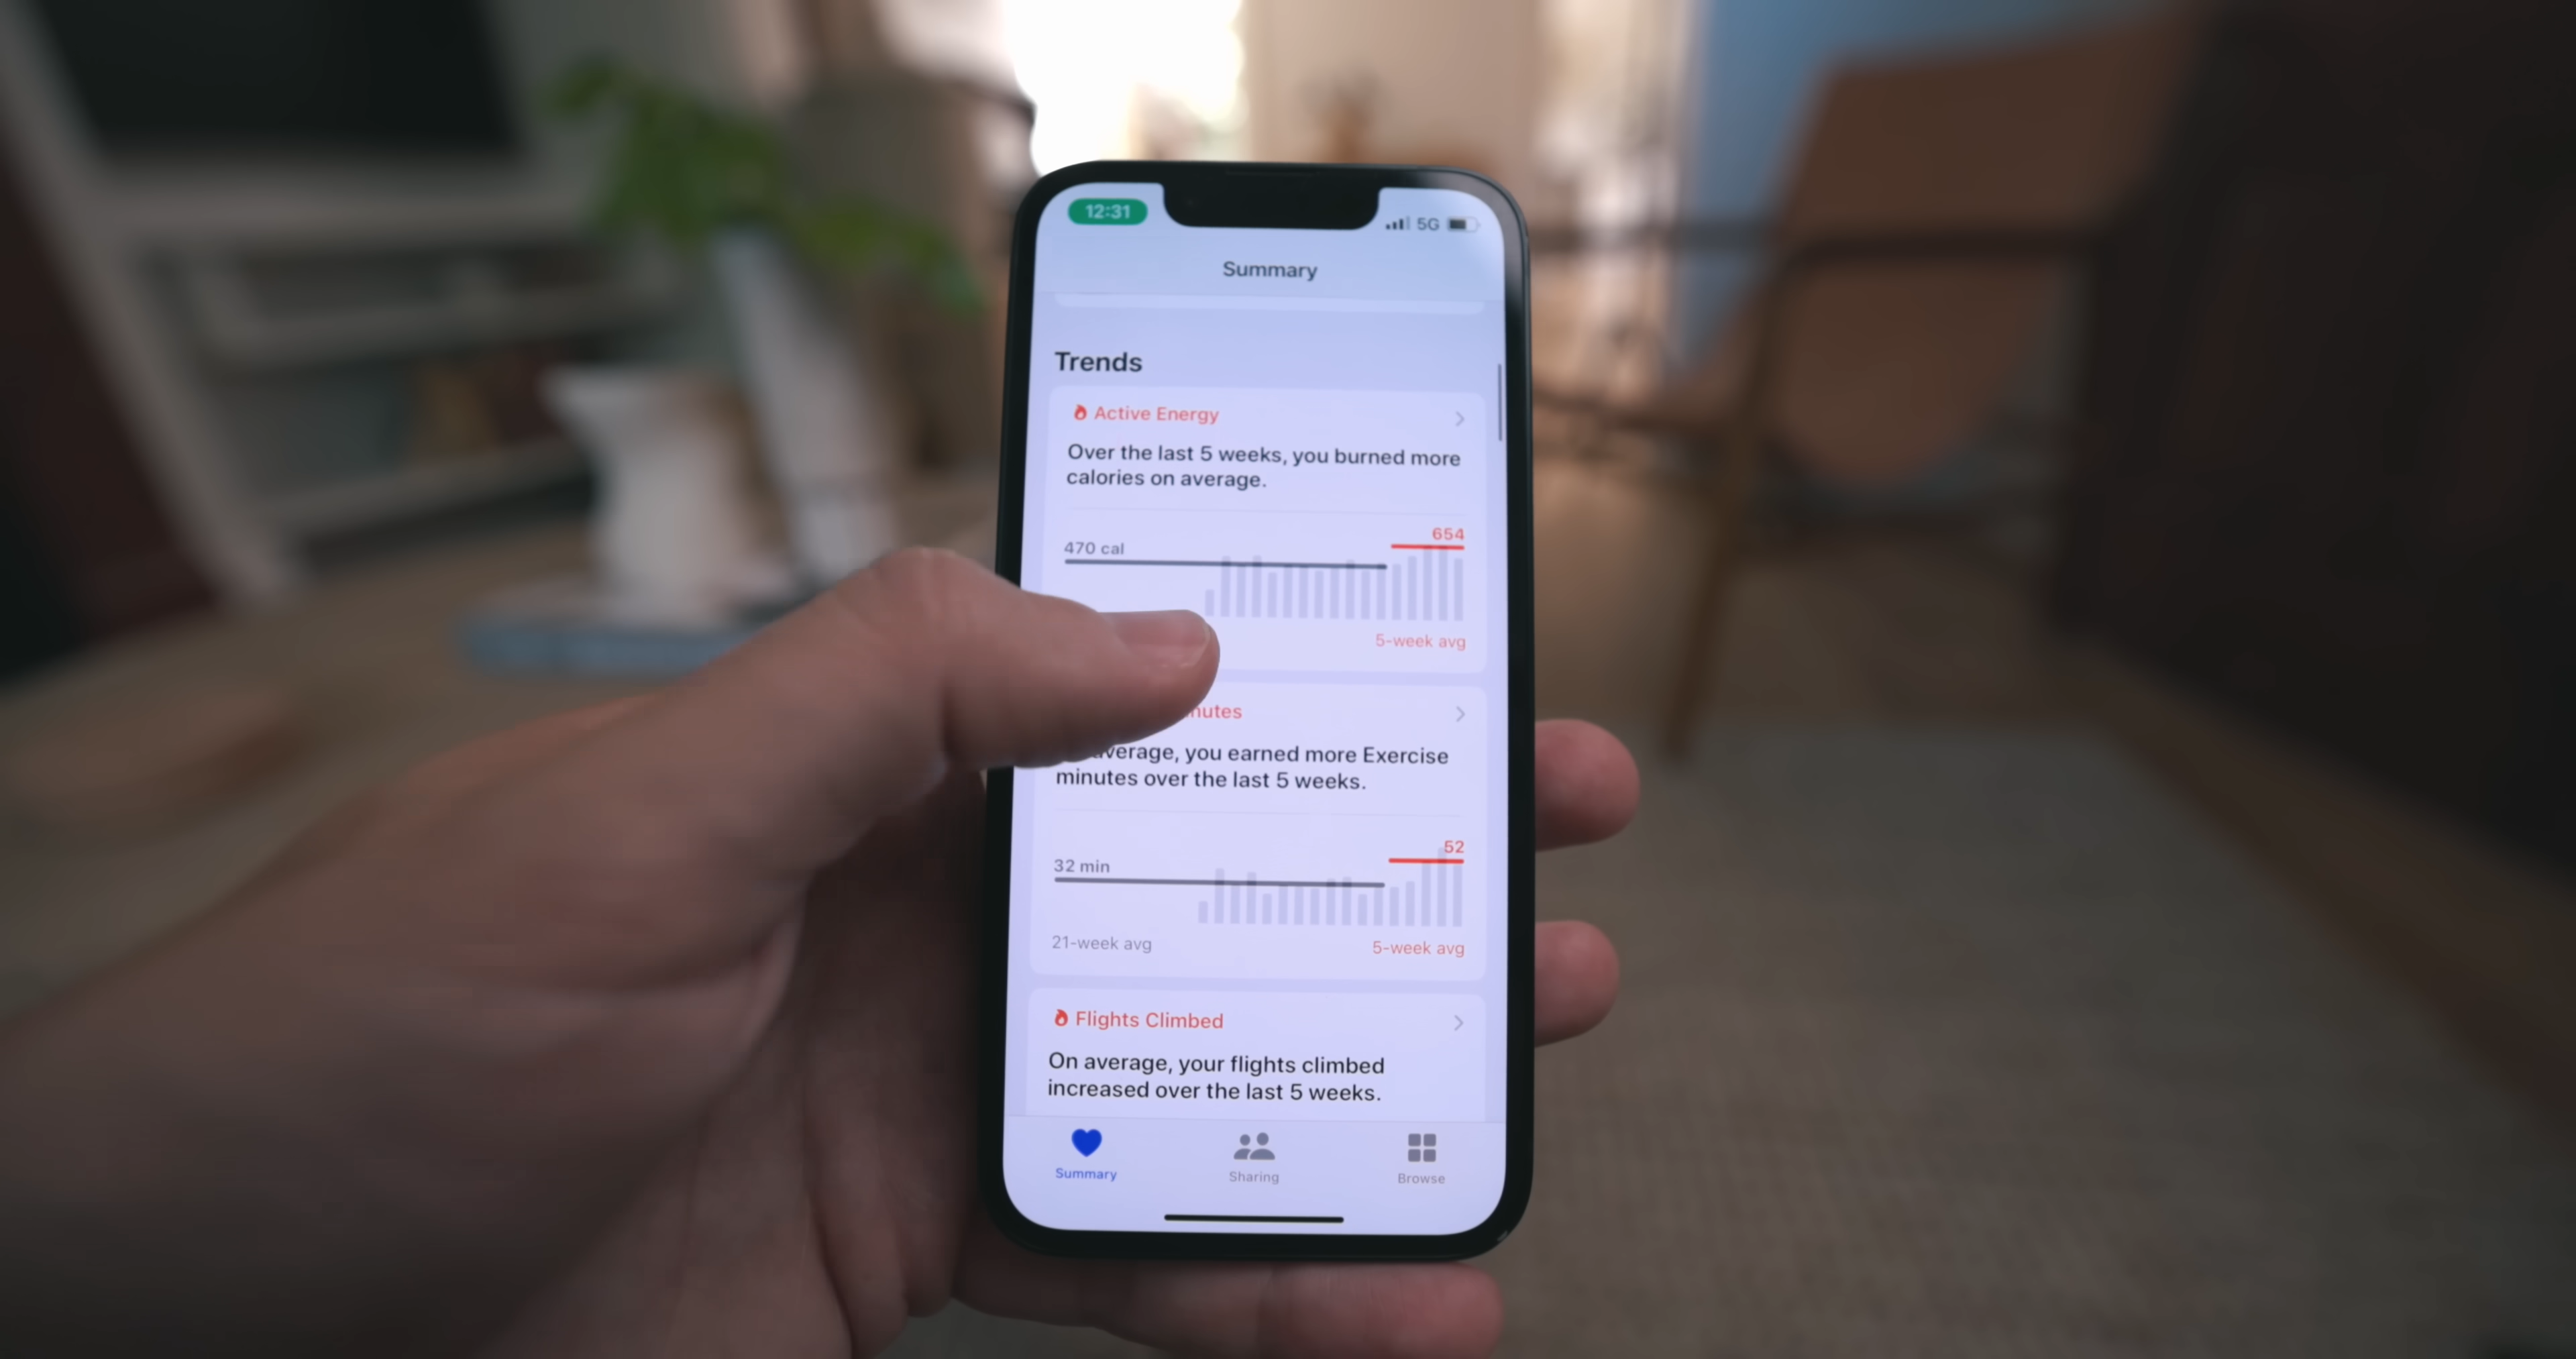 12:31
5G
Summary
Trends
Active Energy
Over the last 5 weeks, you burned more
calories on average.
654
470 cal
5-week avg
nutes
verage, you earned more Exercise
minutes over the last 5 weeks.
52
32 min
21-week avg
5-week avg
Flights Climbed
On average, your flights climbed
increased over the last 5 weeks.
Summary
Sharing
Browse